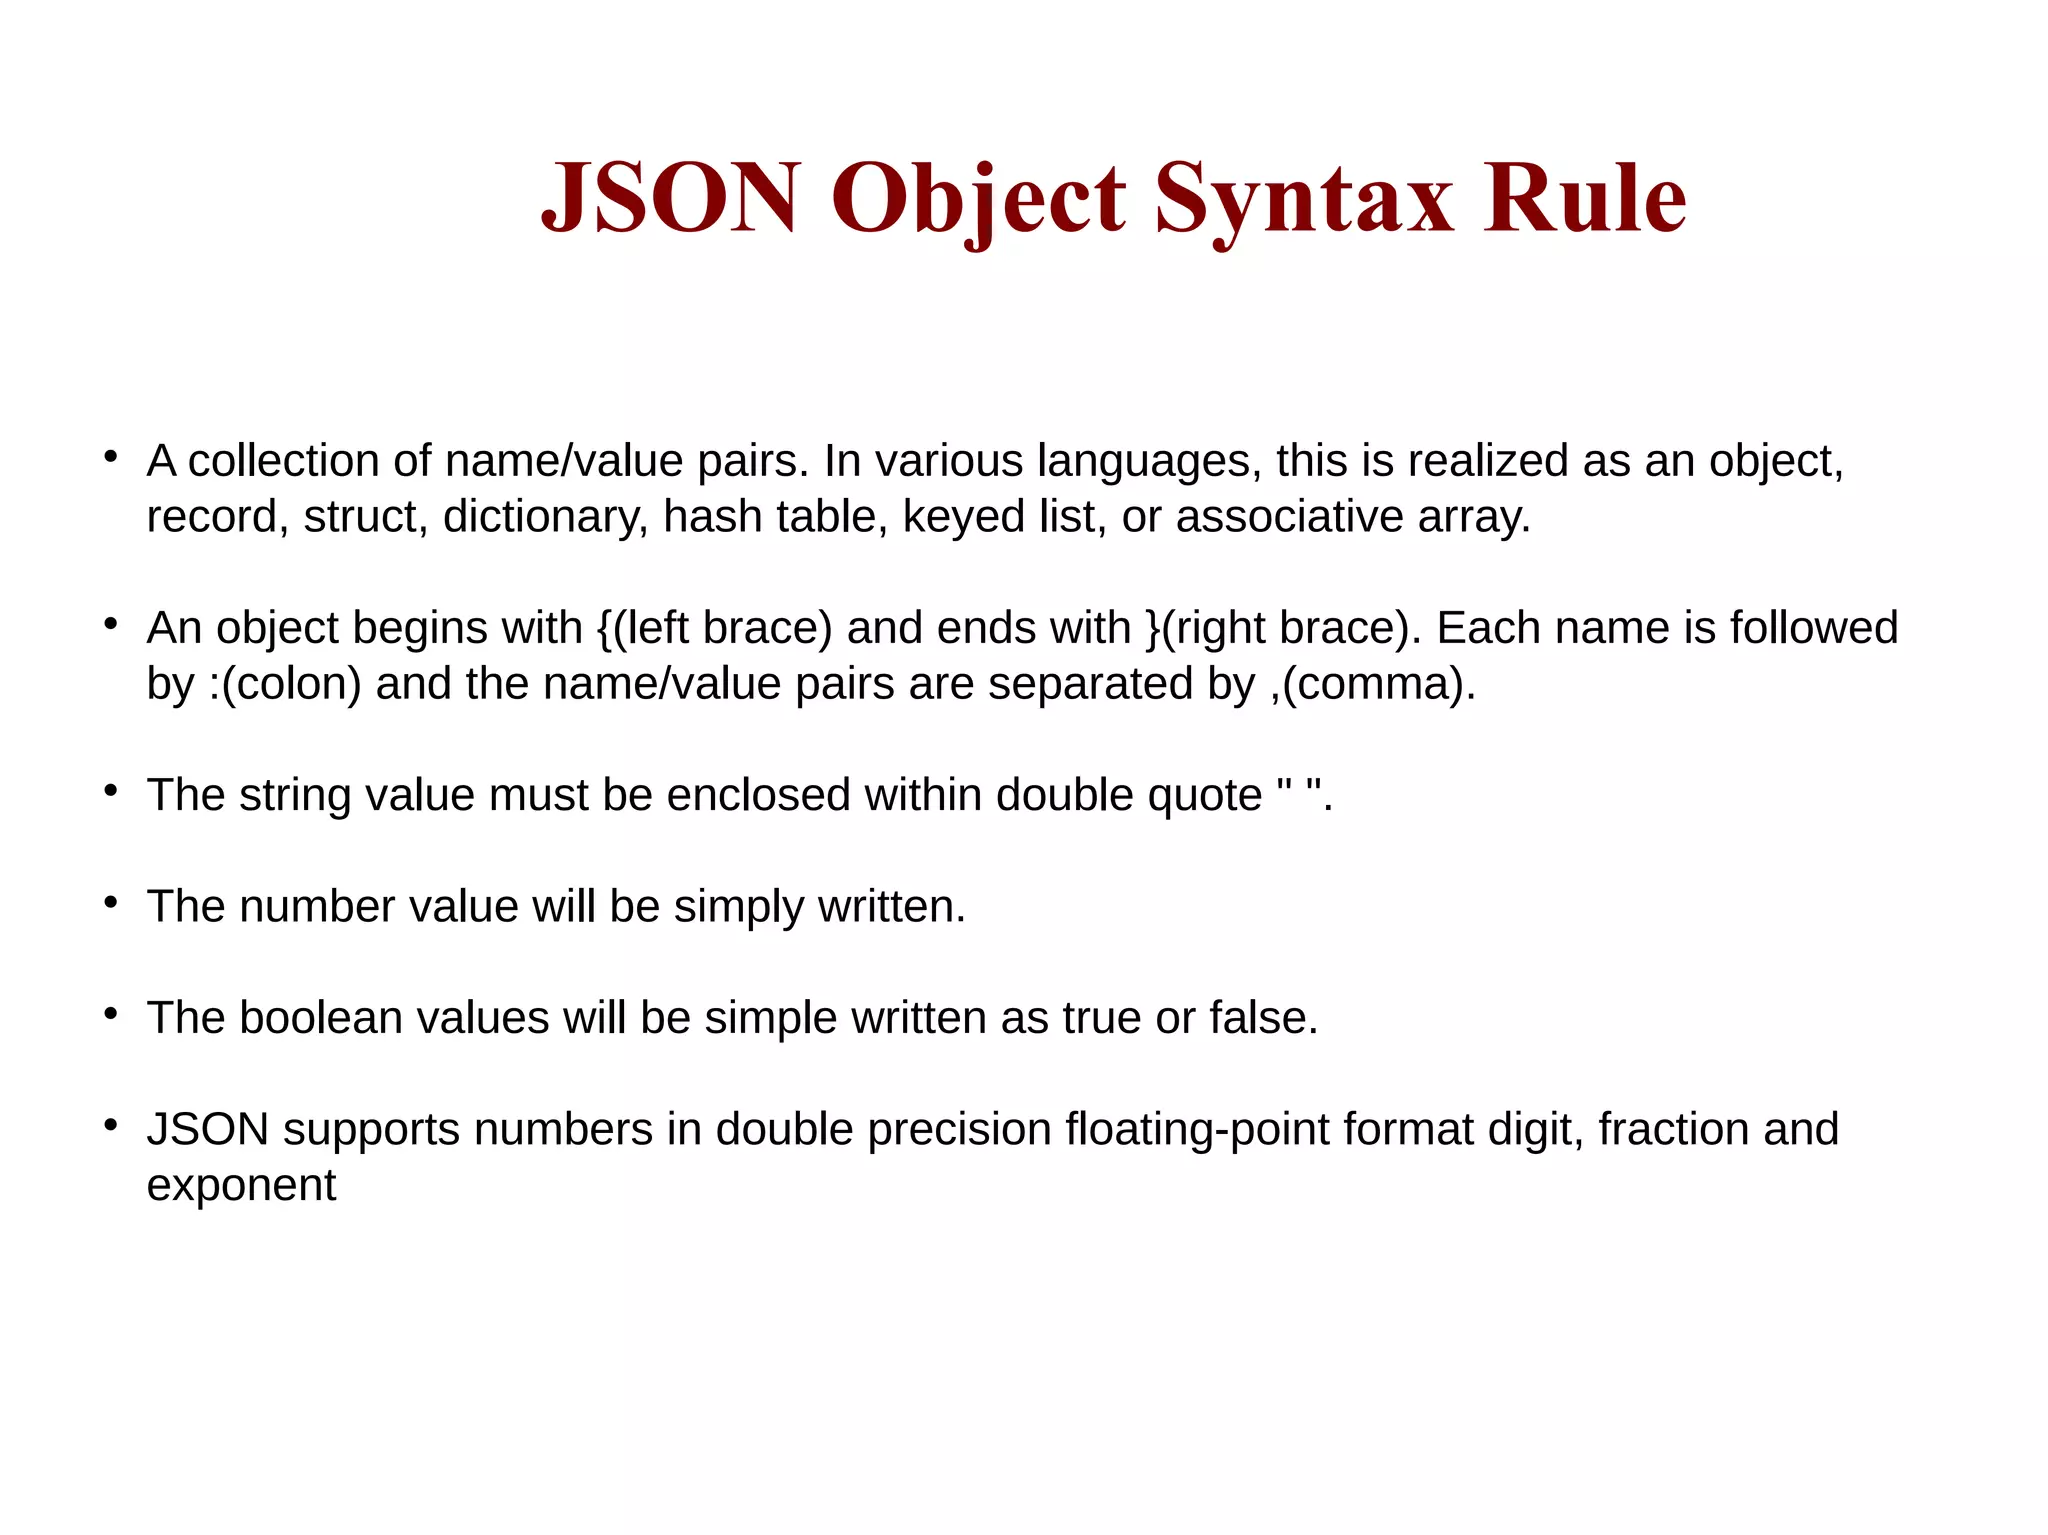 JSON Object Syntax Rule
• A collection of name/value pairs. In various languages, this is realized as an object,
record, struct, dictionary, hash table, keyed list, or associative array.
• An object begins with {(left brace) and ends with }(right brace). Each name is followed
by :(colon) and the name/value pairs are separated by ,(comma).
• The string value must be enclosed within double quote " ".
• The number value will be simply written.
• The boolean values will be simple written as true or false.
• JSON supports numbers in double precision floating-point format digit, fraction and
exponent